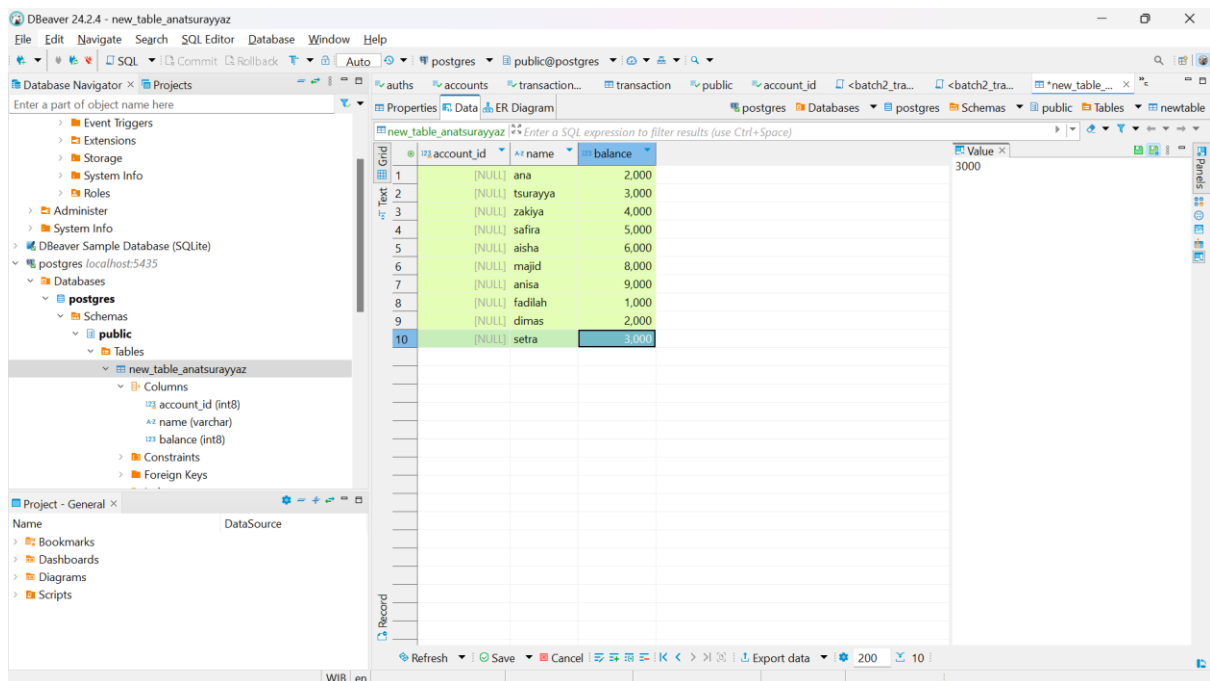 DBeaver 24.2.4 - new_table_anatsurayyaz
File Edit Navigate Search SQL Editor Database Window Help
SQL Commit Rollback Auto postgres public@postgres
Database Navigator Projects
Enter a part of object name here
Event Triggers
Extensions
Storage
System Info
Roles
Administer
System Info
DBeaver Sample Database (SQLite)
postgres localhost:5435
Databases
postgres
Schemas
public
Tables
new_table_anatsurayyaz
Columns
123 account_id (int8)
A-Z name (varchar)
123 balance (int8)
Constraints
Foreign Keys
Project - General
Name DataSource
Bookmarks
Dashboards
Diagrams
Scripts
auths accounts transaction... transaction public account_id <batch2_tra... <batch2_tra... *new_table_...
Properties Data ER Diagram postgres Databases postgres Schemas public Tables newtable
new_table_anatsurayyaz Enter a SQL expression to filter results (use Ctrl+Space)
Grid
Text
Record
123 account_id A-Z name 123 balance
1 [NULL] ana 2,000
2 [NULL] tsurayya 3,000
3 [NULL] zakiya 4,000
4 [NULL] safira 5,000
5 [NULL] aisha 6,000
6 [NULL] majid 8,000
7 [NULL] anisa 9,000
8 [NULL] fadilah 1,000
9 [NULL] dimas 2,000
10 [NULL] setra 3,000
Value
3000
Panels
Refresh Save Cancel Export data 200 10
WIB en